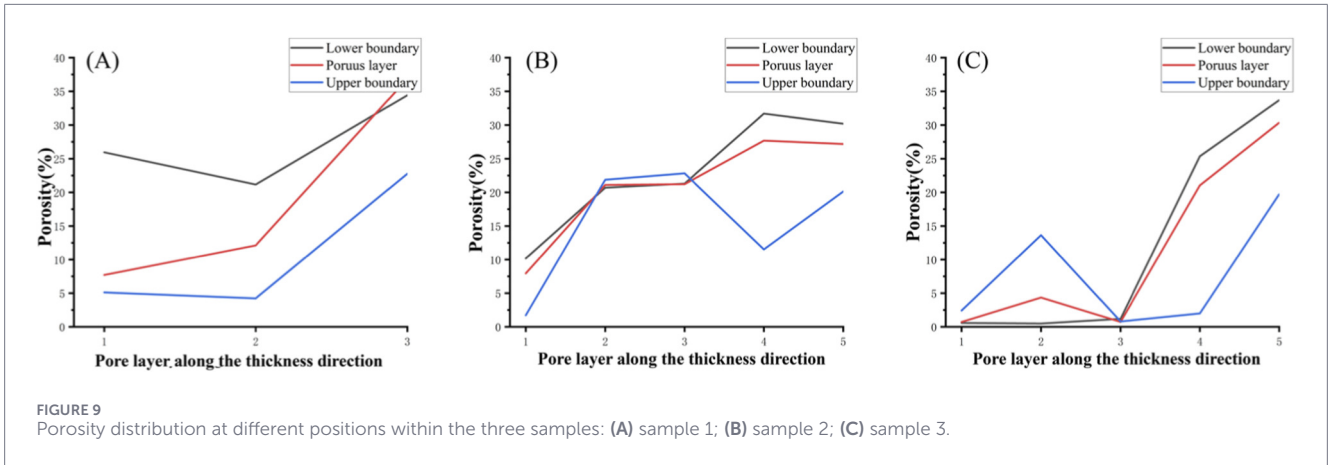 (A)
Lower boundary
Poruus layer
Upper boundary
Porosity(%)
40
35
30
25
20
15
10
5
0
1
2
3
Pore layer along the thickness direction
(B)
Lower boundary
Poruus layer
Upper boundary
Porosity(%)
40
35
30
25
20
15
10
5
0
1
2
3
4
5
Pore layer along the thickness direction
(C)
Lower boundary
Poruus layer
Upper boundary
Porosity(%)
40
35
30
25
20
15
10
5
0
1
2
3
4
5
Pore layer along the thickness direction
FIGURE 9
Porosity distribution at different positions within the three samples: (A) sample 1; (B) sample 2; (C) sample 3.